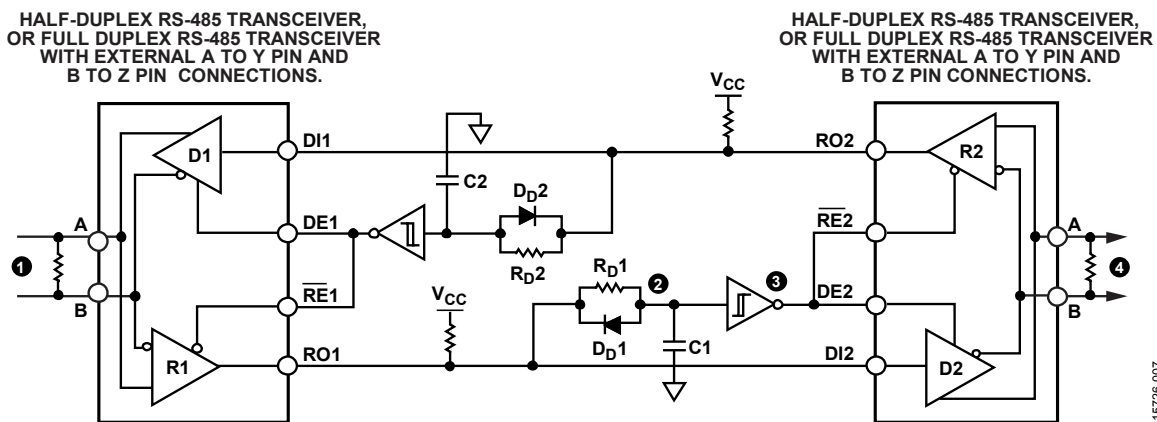 HALF-DUPLEX RS-485 TRANSCEIVER,
OR FULL DUPLEX RS-485 TRANSCEIVER
WITH EXTERNAL A TO Y PIN AND
B TO Z PIN CONNECTIONS.
HALF-DUPLEX RS-485 TRANSCEIVER,
OR FULL DUPLEX RS-485 TRANSCEIVER
WITH EXTERNAL A TO Y PIN AND
B TO Z PIN CONNECTIONS.
VCC
D1
DI1
RO2
R2
C2
DD2
DE1
RE2
A
RD2
A
1
RD1
2
3
4
B
RE1
VCC
DE2
B
DD1
C1
R1
RO1
DI2
D2
15726-007